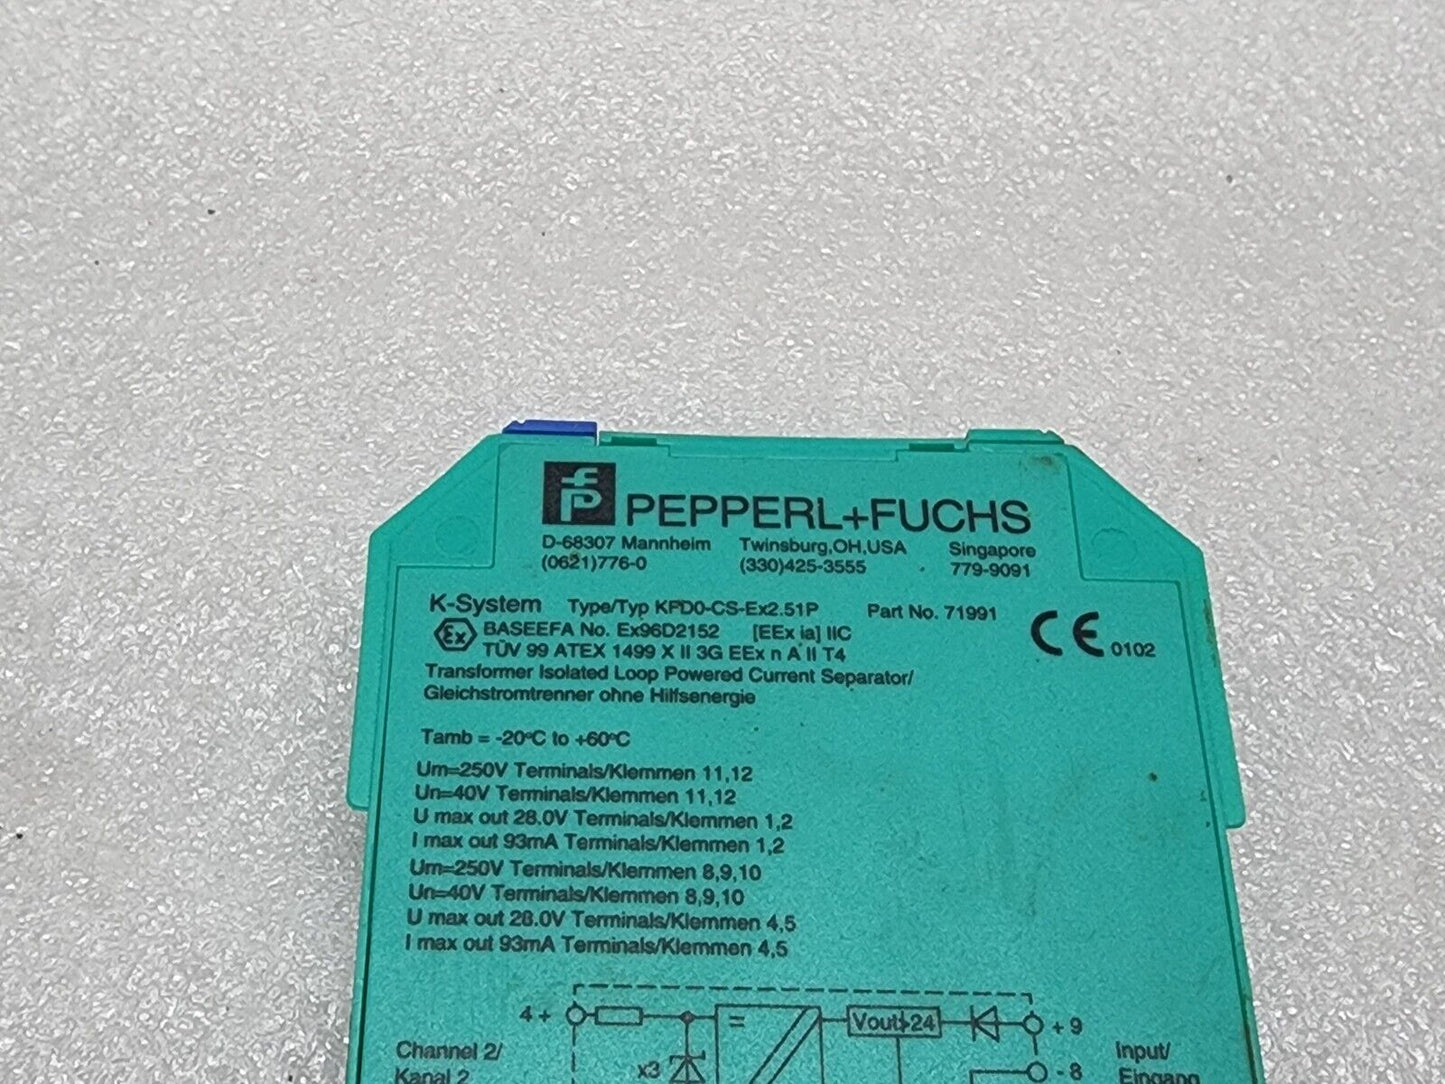 PEPPERL+FUCHS
D-68307 Mannheim Twinsburg,OH,USA Singapore
(0621)776-0 (330)425-3555 779-9091
K-System Type/Typ KFD0-CS-Ex2.51P Part No. 71991
Ex BASEEFA No. Ex96D2152 [EEx ia] IIC
TÜV 99 ATEX 1499 X II 3G EEx n A II T4
CE 0102
Transformer Isolated Loop Powered Current Separator/
Gleichstromtrenner ohne Hilfsenergie
Tamb = -20°C to +60°C
Um=250V Terminals/Klemmen 11,12
Un=40V Terminals/Klemmen 11,12
U max out 28.0V Terminals/Klemmen 1,2
I max out 93mA Terminals/Klemmen 1,2
Um=250V Terminals/Klemmen 8,9,10
Un=40V Terminals/Klemmen 8,9,10
U max out 28.0V Terminals/Klemmen 4,5
I max out 93mA Terminals/Klemmen 4,5
4 + = Vout>24 + 9
Channel 2/ x3 - 8 Input/
Kanal 2 Eingang